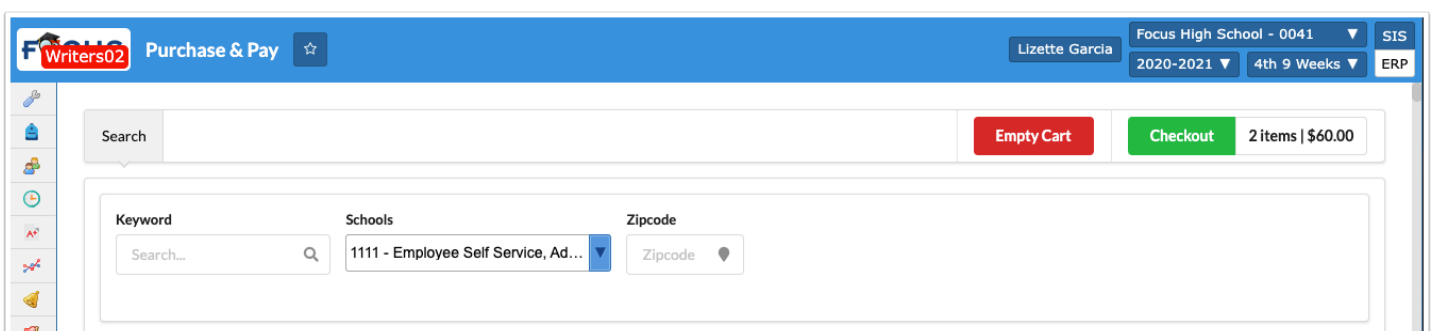 Writers02
Purchase & Pay
Lizette Garcia
Focus High School - 0041
SIS
2020-2021
4th 9 Weeks
ERP
Search
Empty Cart
Checkout
2 items | $60.00
Keyword
Schools
Zipcode
Search...
1111 - Employee Self Service, Ad...
Zipcode
A+